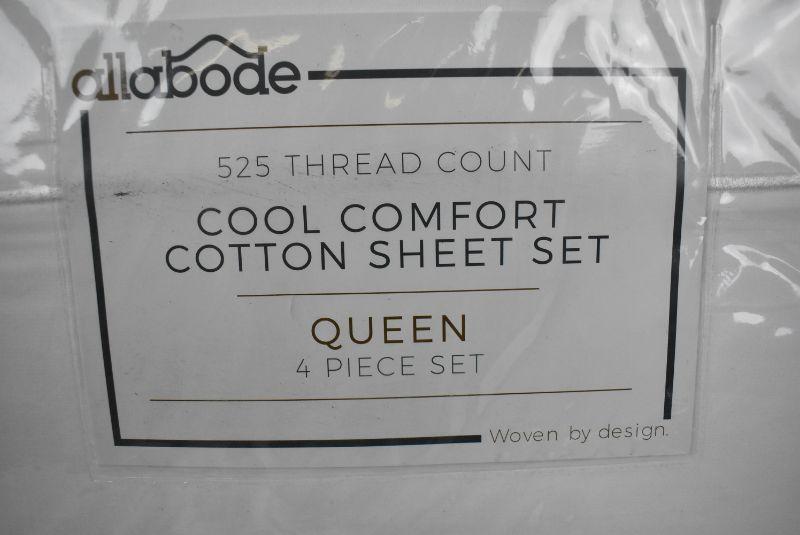 allabode
525 THREAD COUNT
COOL COMFORT
COTTON SHEET SET
QUEEN
4 PIECE SET
Woven by design.